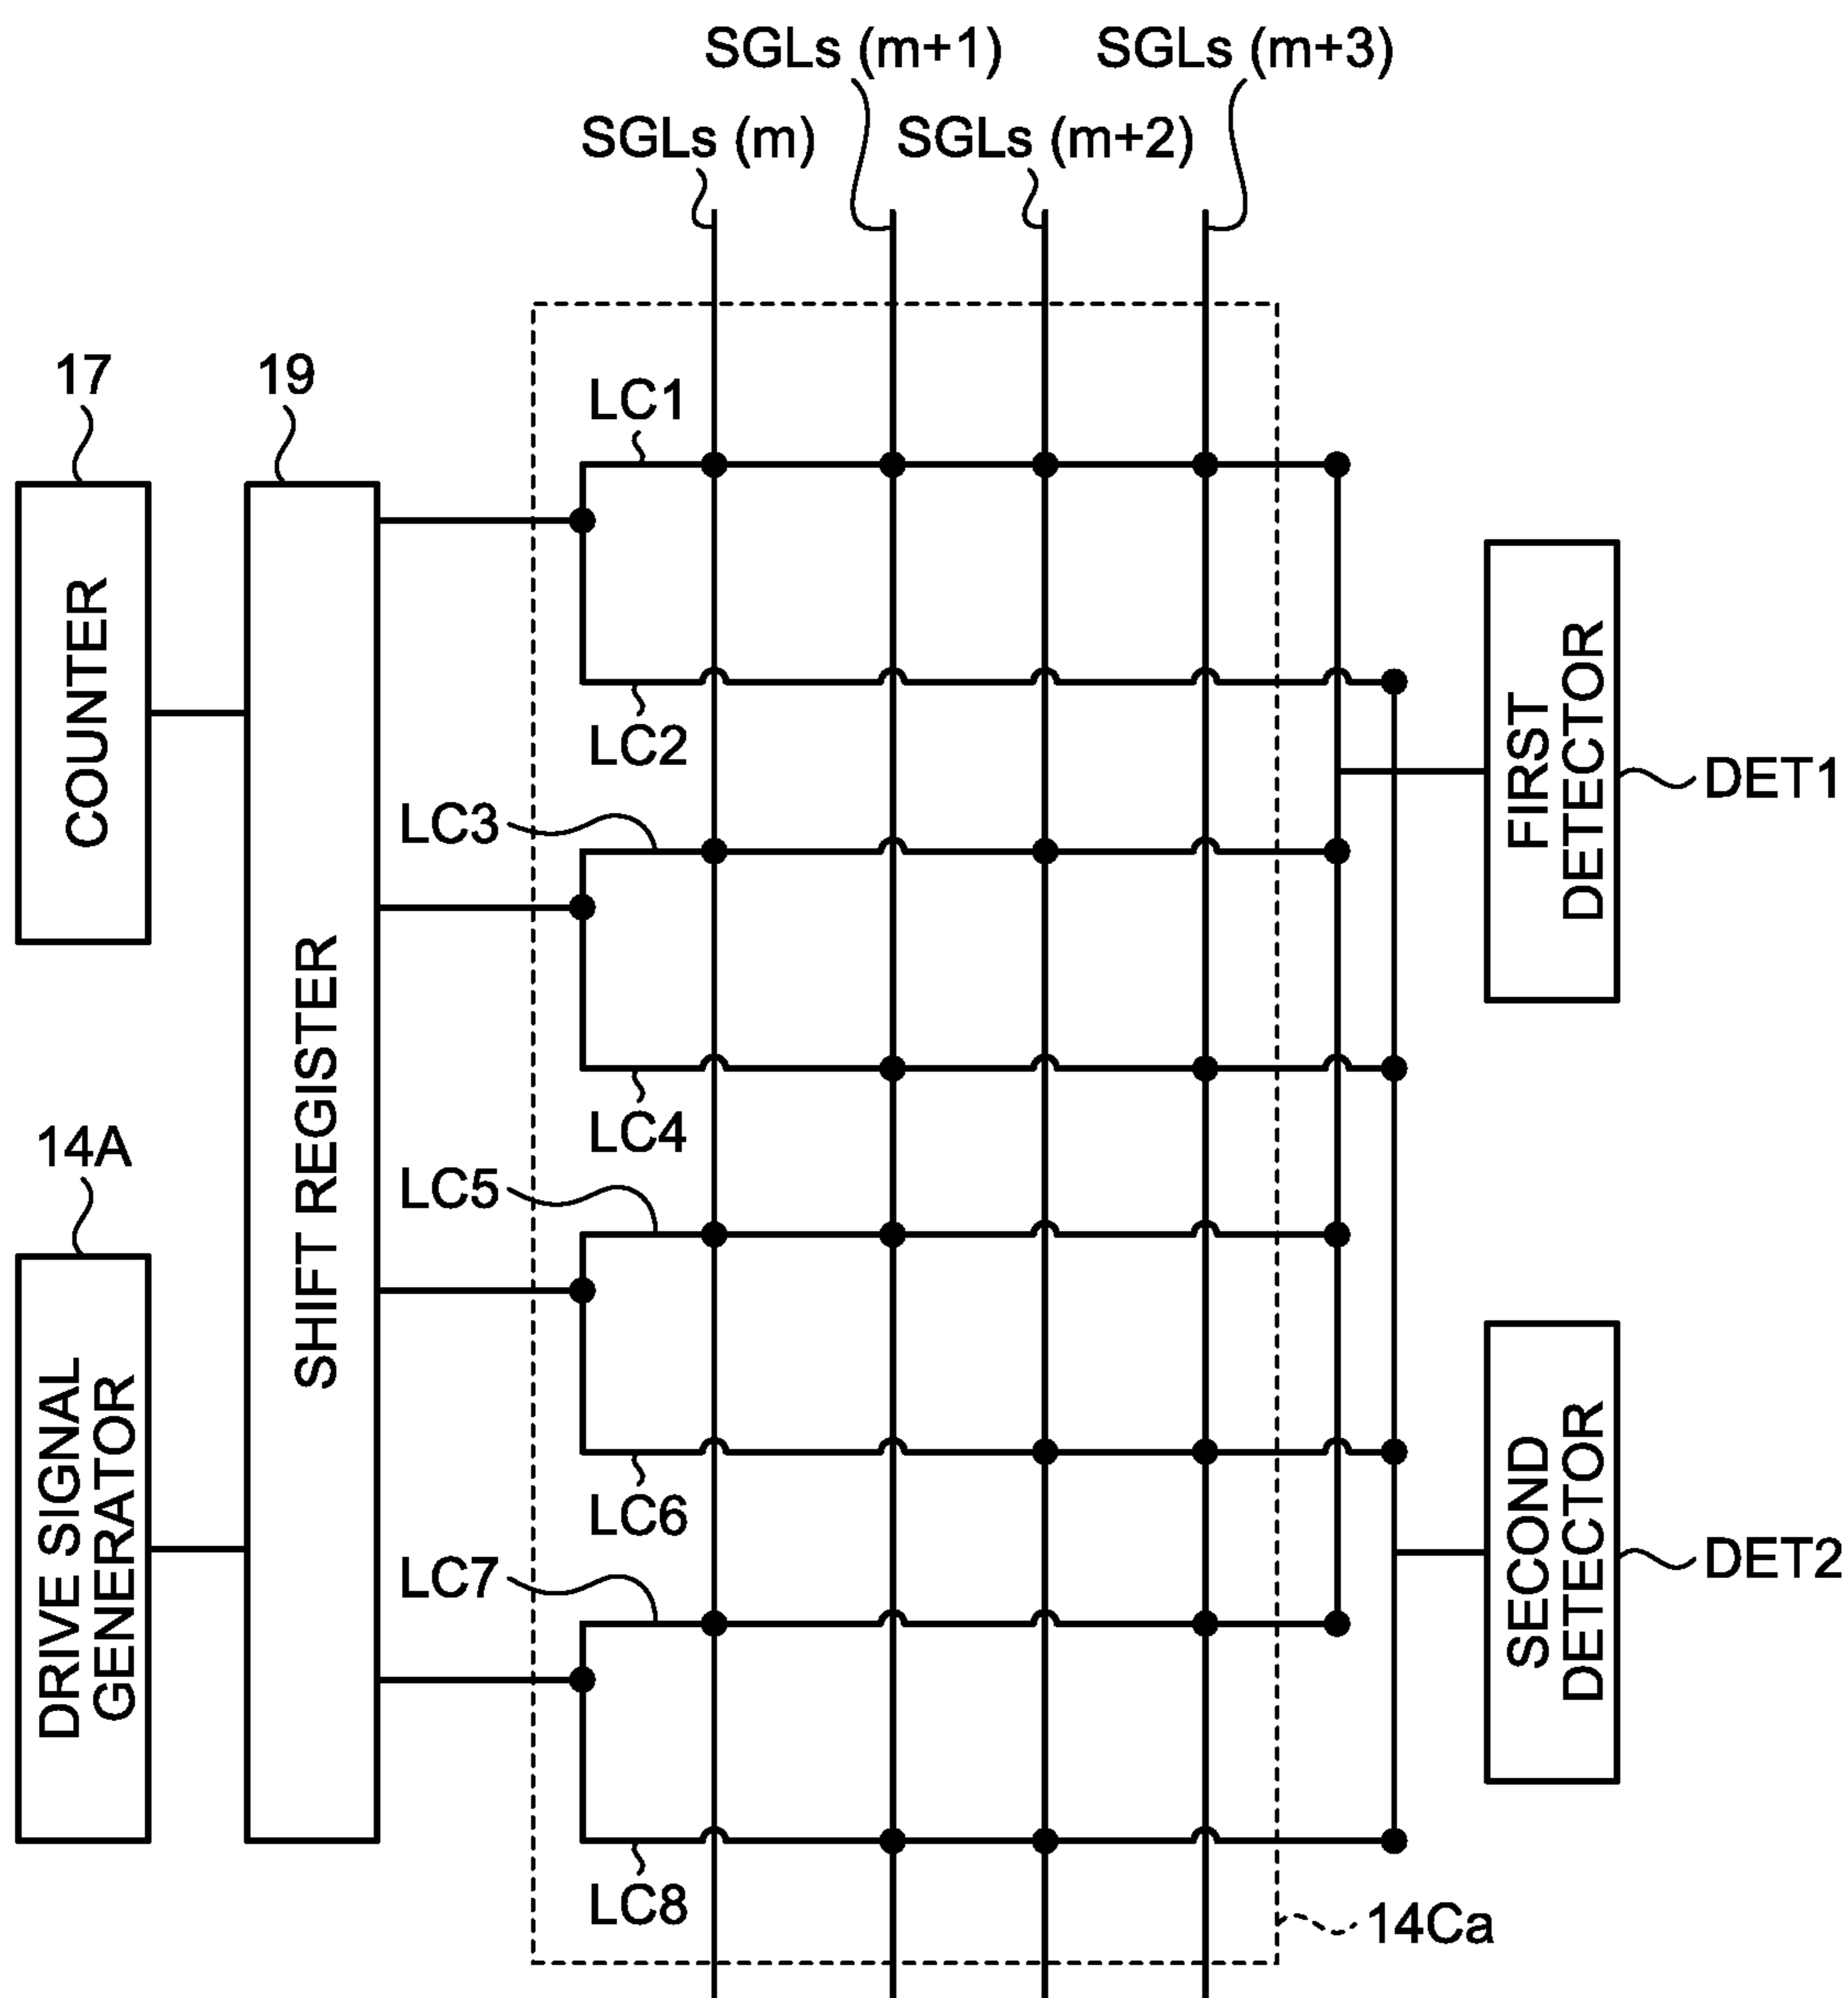 SGLs (m+1) SGLs (m+3)
SGLs (m) SGLs (m+2)
17
19
LC1
COUNTER
SHIFT REGISTER
LC2
FIRST
DETECTOR
DET1
LC3
LC4
14A
LC5
DRIVE SIGNAL
GENERATOR
LC6
SECOND
DETECTOR
DET2
LC7
LC8
14Ca